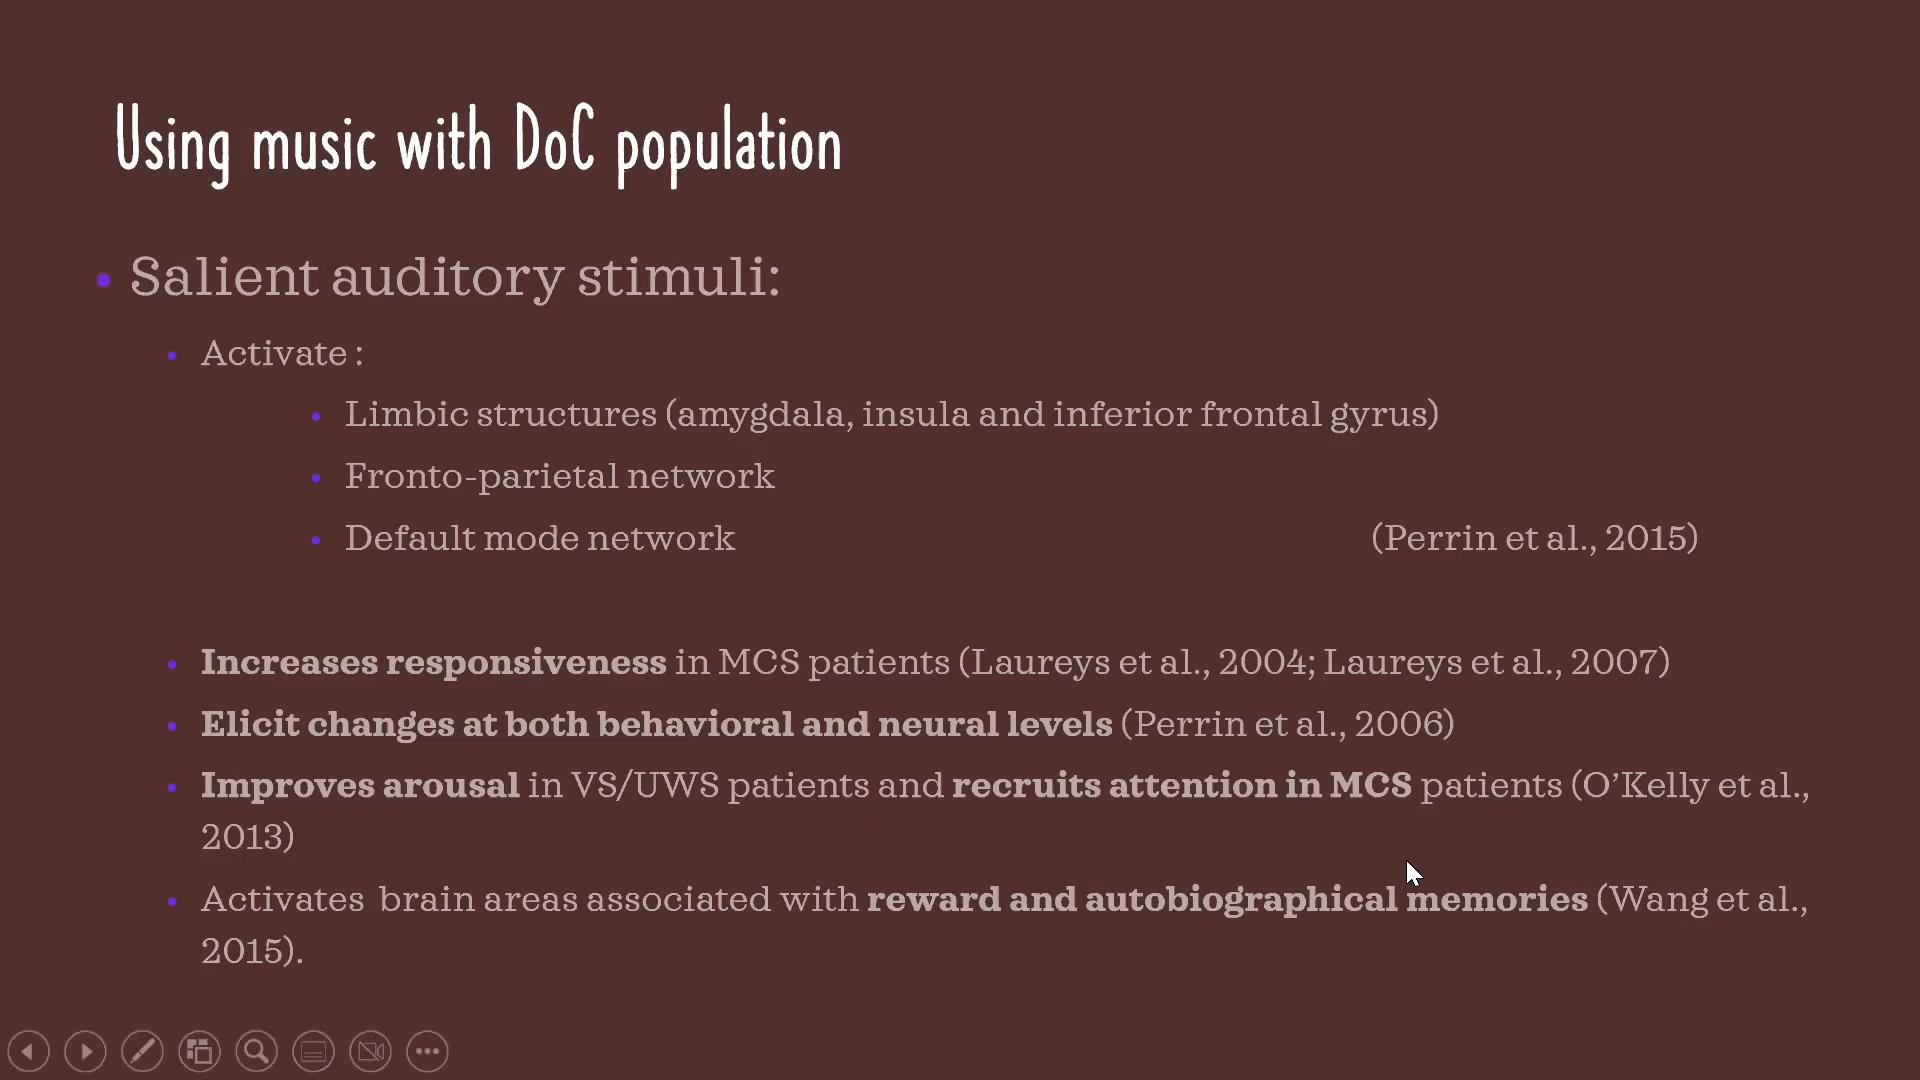 Using music with DoC population
• Salient auditory stimuli:
• Activate :
• Limbic structures (amygdala, insula and inferior frontal gyrus)
• Fronto-parietal network
• Default mode network (Perrin et al., 2015)
• Increases responsiveness in MCS patients (Laureys et al., 2004; Laureys et al., 2007)
• Elicit changes at both behavioral and neural levels (Perrin et al., 2006)
• Improves arousal in VS/UWS patients and recruits attention in MCS patients (O’Kelly et al.,
2013)
• Activates brain areas associated with reward and autobiographical memories (Wang et al.,
2015).